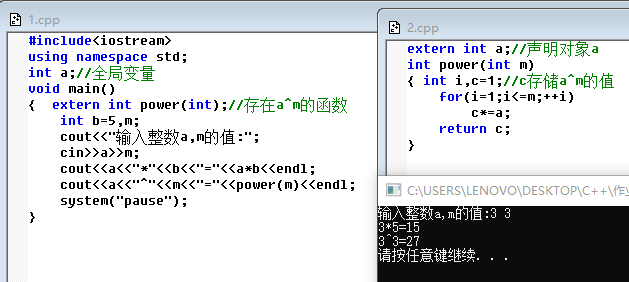 1.cpp
#include<iostream>
using namespace std;
int a;//全局变量
void main()
{  extern int power(int);//存在a^m的函数
    int b=5,m;
    cout<<"输入整数a,m的值:";
    cin>>a>>m;
    cout<<a<<"*"<<b<<"="<<a*b<<endl;
    cout<<a<<"^"<<m<<"="<<power(m)<<endl;
    system("pause");
}
2.cpp
extern int a;//声明对象a
int power(int m)
{ int i,c=1;//c存储a^m的值
    for(i=1;i<=m;++i)
        c*=a;
    return c;
}
C:\USERS\LENOVO\DESKTOP\C++\作业
输入整数a,m的值:3 3
3*5=15
3^3=27
请按任意键继续. . .